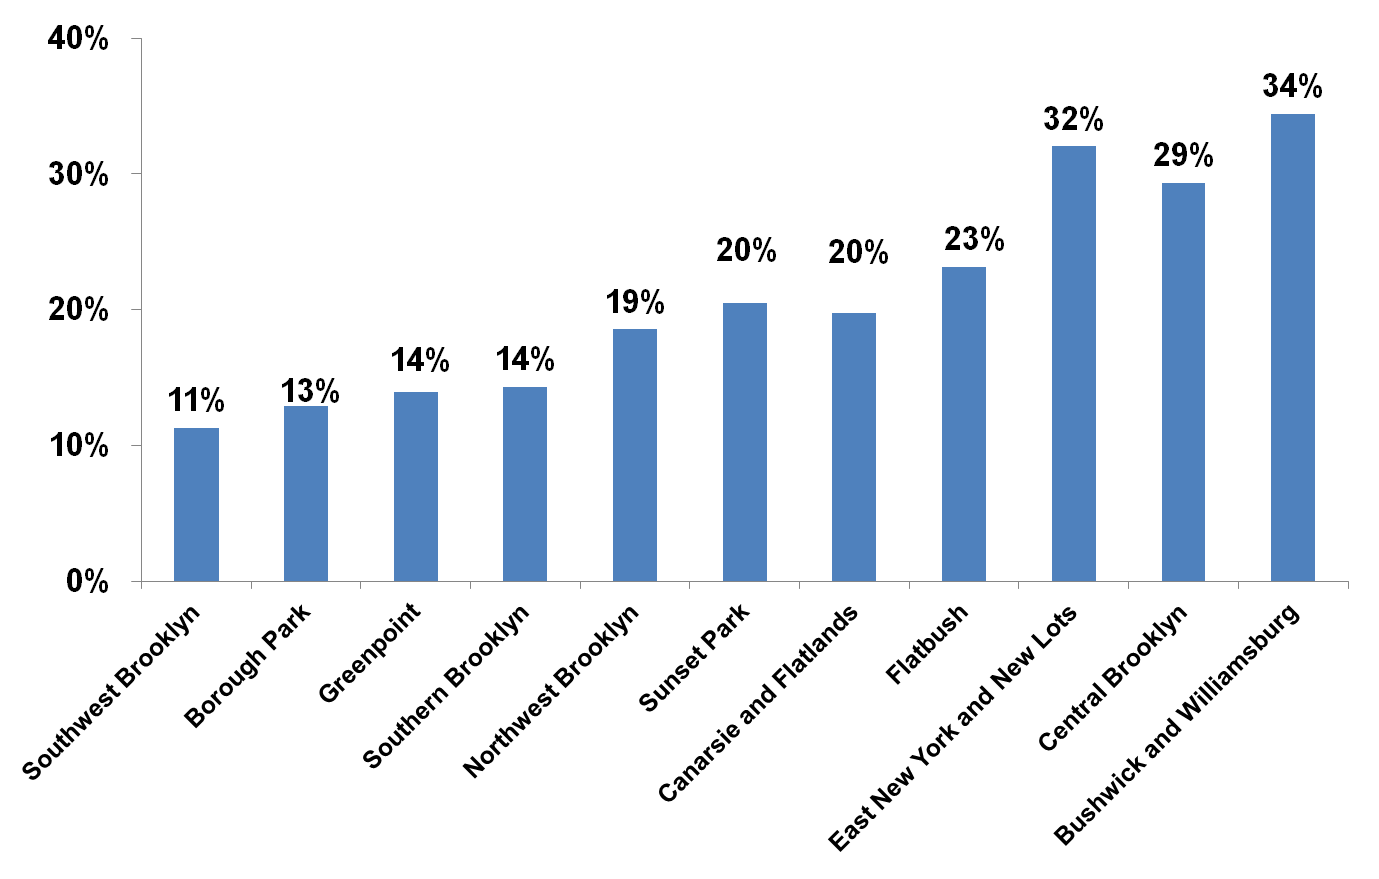 40%
30%
20%
10%
0%
11%
13%
14%
14%
19%
20%
20%
23%
32%
29%
34%
Southwest Brooklyn
Borough Park
Greenpoint
Southern Brooklyn
Northwest Brooklyn
Sunset Park
Canarsie and Flatlands
Flatbush
East New York and New Lots
Central Brooklyn
Bushwick and Williamsburg